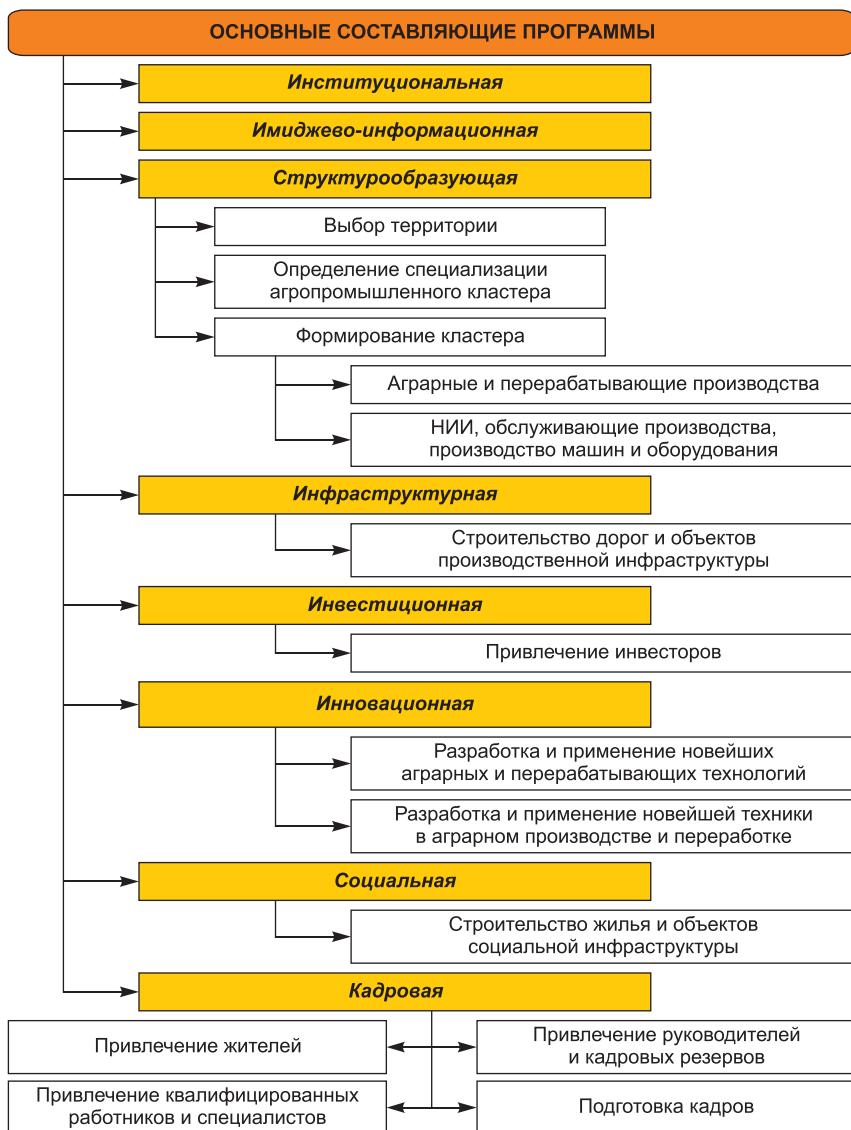 ОСНОВНЫЕ СОСТАВЛЯЮЩИЕ ПРОГРАММЫ
Институциональная
Имиджево-информационная
Структурообразующая
Выбор территории
Определение специализации
агропромышленного кластера
Формирование кластера
Аграрные и перерабатывающие производства
НИИ, обслуживающие производства,
производство машин и оборудования
Инфраструктурная
Строительство дорог и объектов
производственной инфраструктуры
Инвестиционная
Привлечение инвесторов
Инновационная
Разработка и применение новейших
аграрных и перерабатывающих технологий
Разработка и применение новейшей техники
в аграрном производстве и переработке
Социальная
Строительство жилья и объектов
социальной инфраструктуры
Кадровая
Привлечение жителей
Привлечение руководителей
и кадровых резервов
Привлечение квалифицированных
работников и специалистов
Подготовка кадров